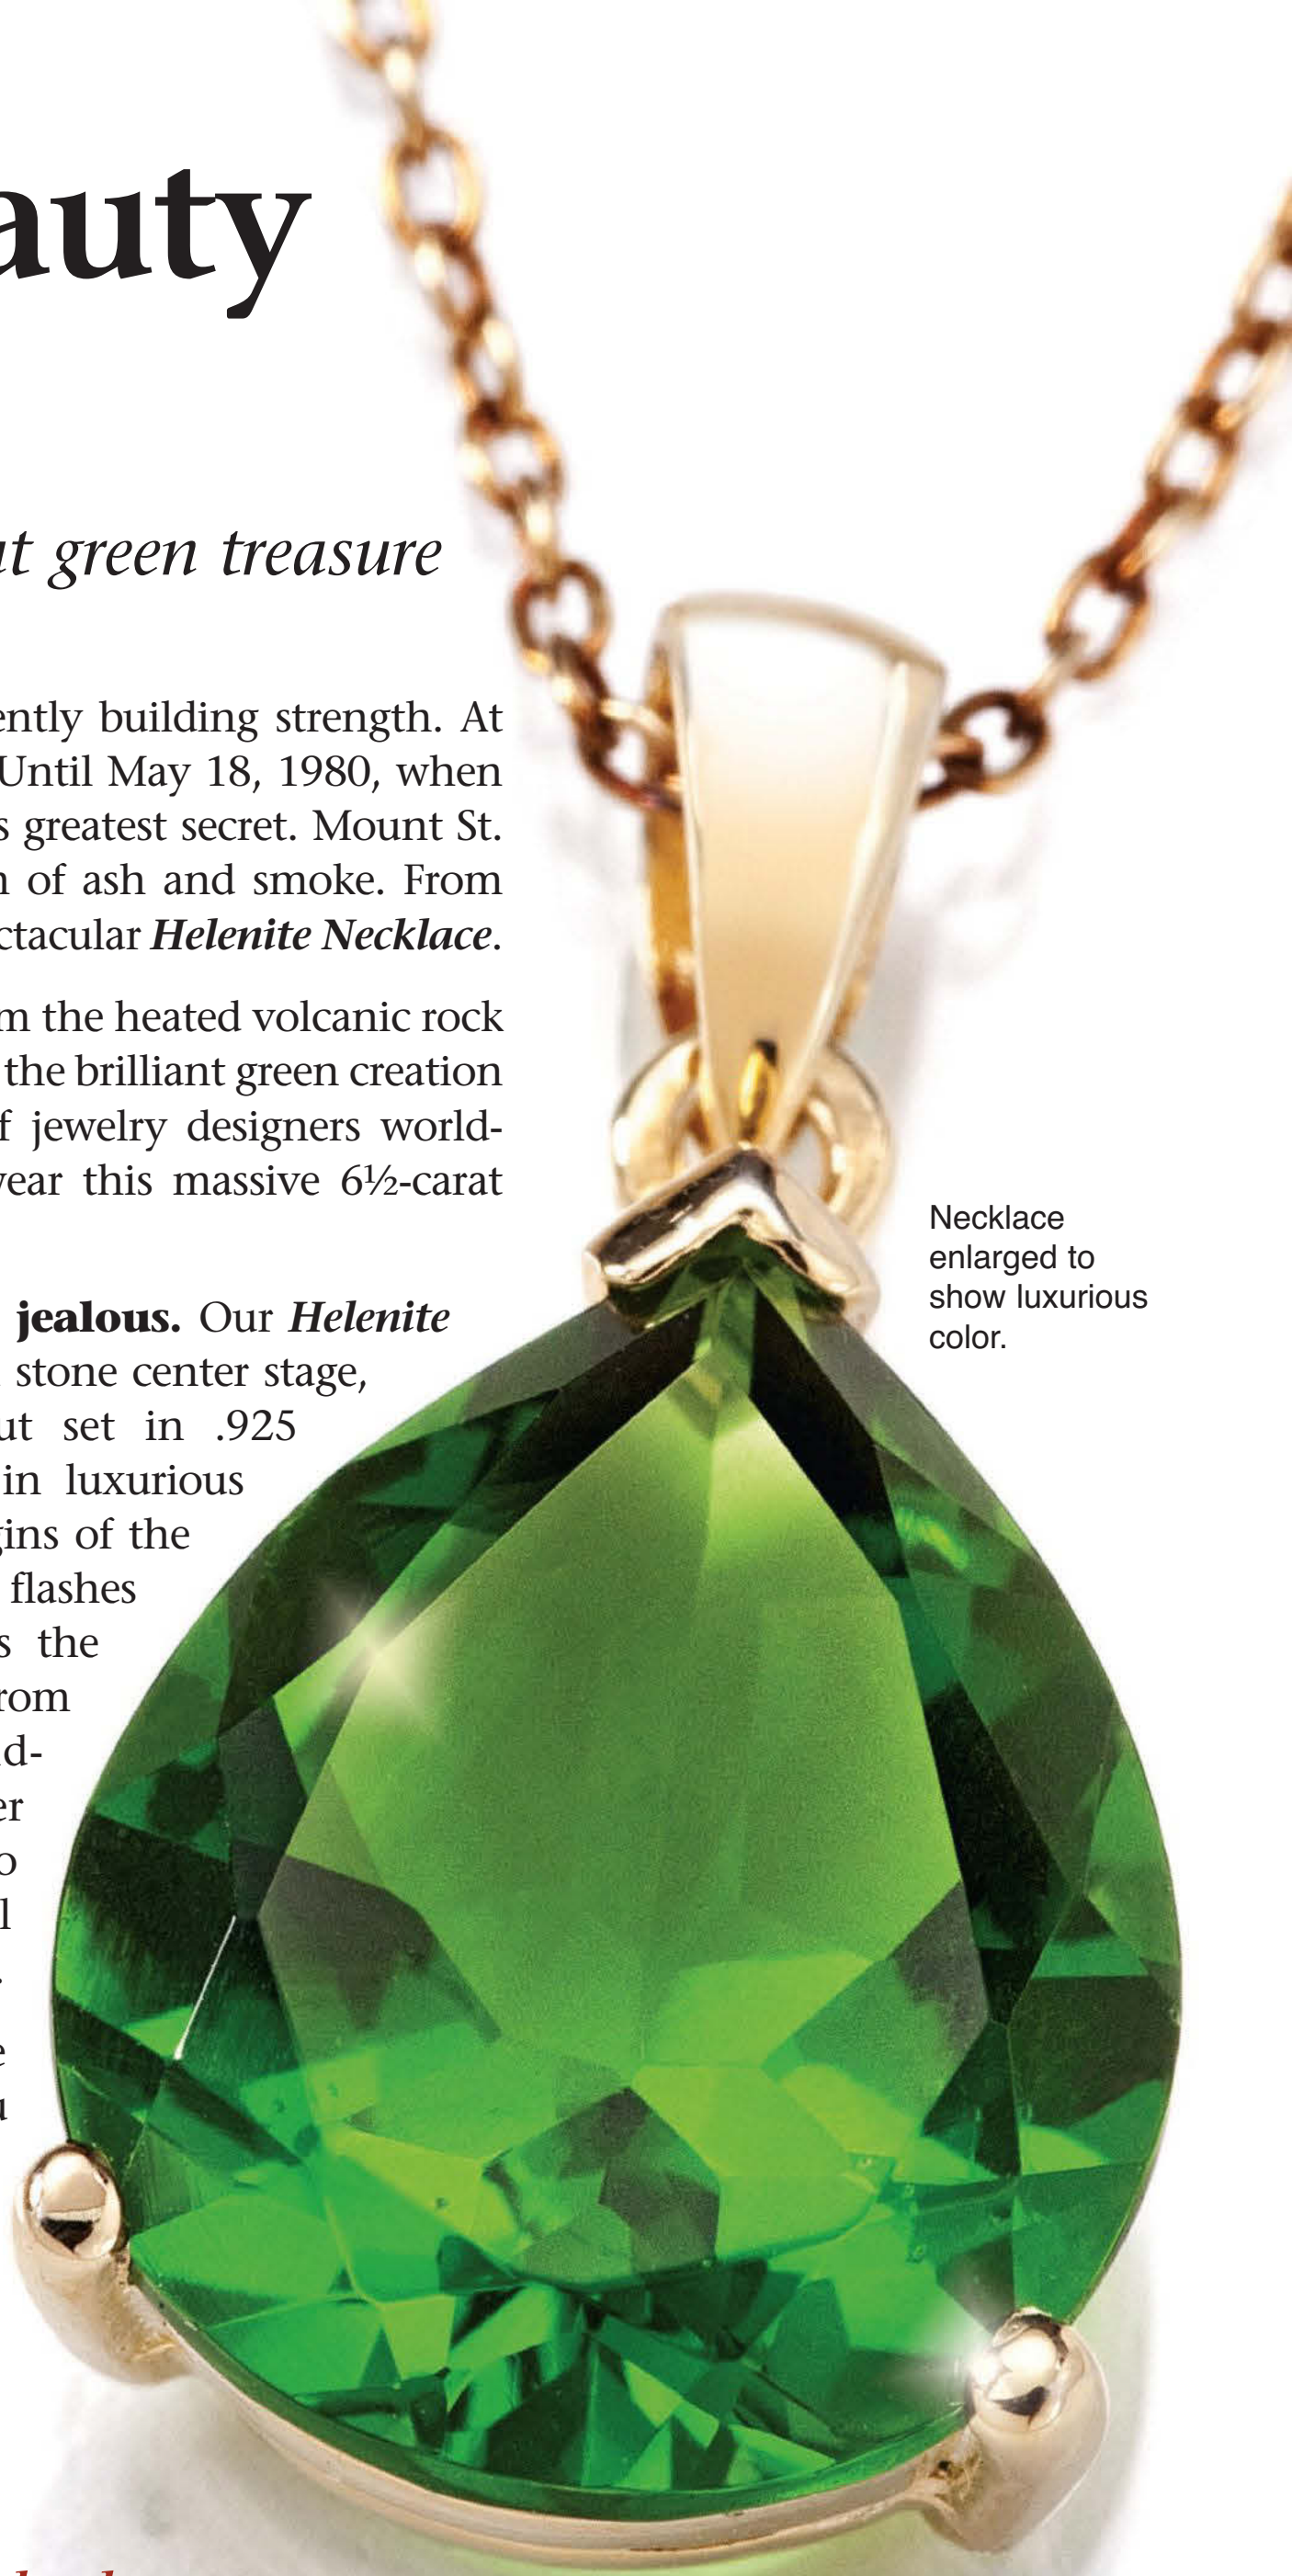 auty
green treasure
ently building strength. At
Until May 18, 1980, when
s greatest secret. Mount St.
of ash and smoke. From
ctacular Helenite Necklace.
m the heated volcanic rock
the brilliant green creation
f jewelry designers world-
ear this massive 6½-carat
Necklace
enlarged to
show luxurious
color.
jealous. Our Helenite
stone center stage,
ut set in .925
in luxurious
gins of the
flashes
s the
rom
d-
er
o
l
.
e
u